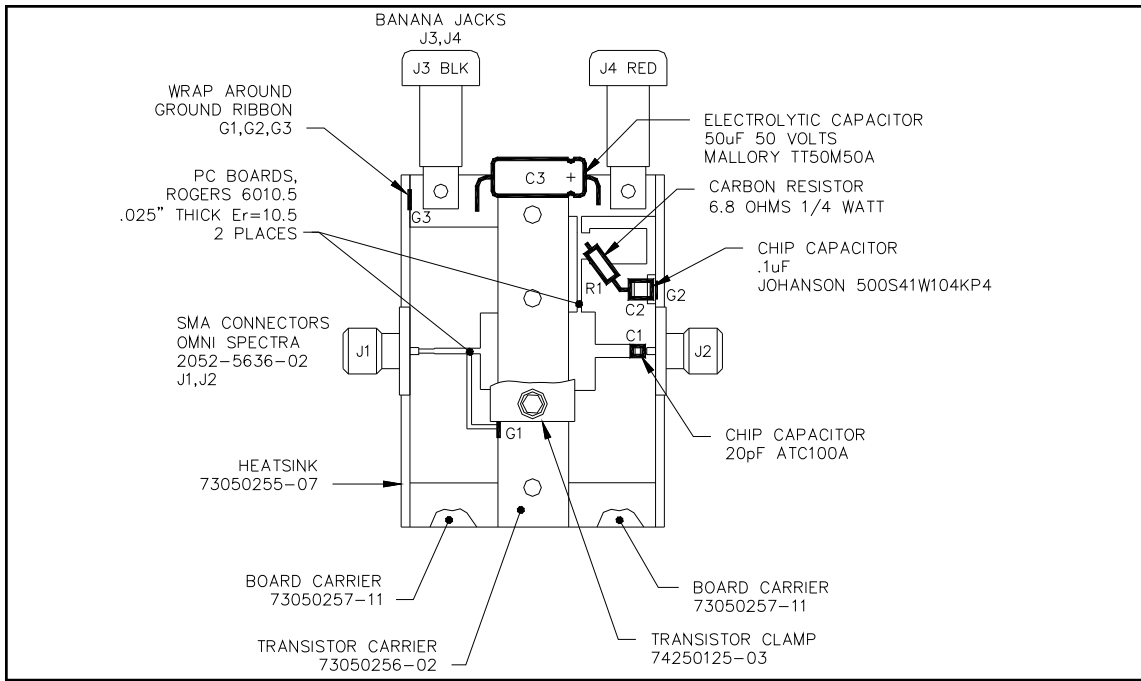 BANANA JACKS
J3,J4
J3 BLK
J4 RED
WRAP AROUND
GROUND RIBBON
G1,G2,G3
ELECTROLYTIC CAPACITOR
50uF 50 VOLTS
MALLORY TT50M50A
C3 +
PC BOARDS,
ROGERS 6010.5
.025" THICK Er=10.5
2 PLACES
CARBON RESISTOR
6.8 OHMS 1/4 WATT
G3
CHIP CAPACITOR
.1uF
JOHANSON 500S41W104KP4
R1
G2
C2
SMA CONNECTORS
OMNI SPECTRA
2052-5636-02
J1,J2
C1
J1
J2
G1
CHIP CAPACITOR
20pF ATC100A
HEATSINK
73050255-07
BOARD CARRIER
73050257-11
BOARD CARRIER
73050257-11
TRANSISTOR CARRIER
73050256-02
TRANSISTOR CLAMP
74250125-03